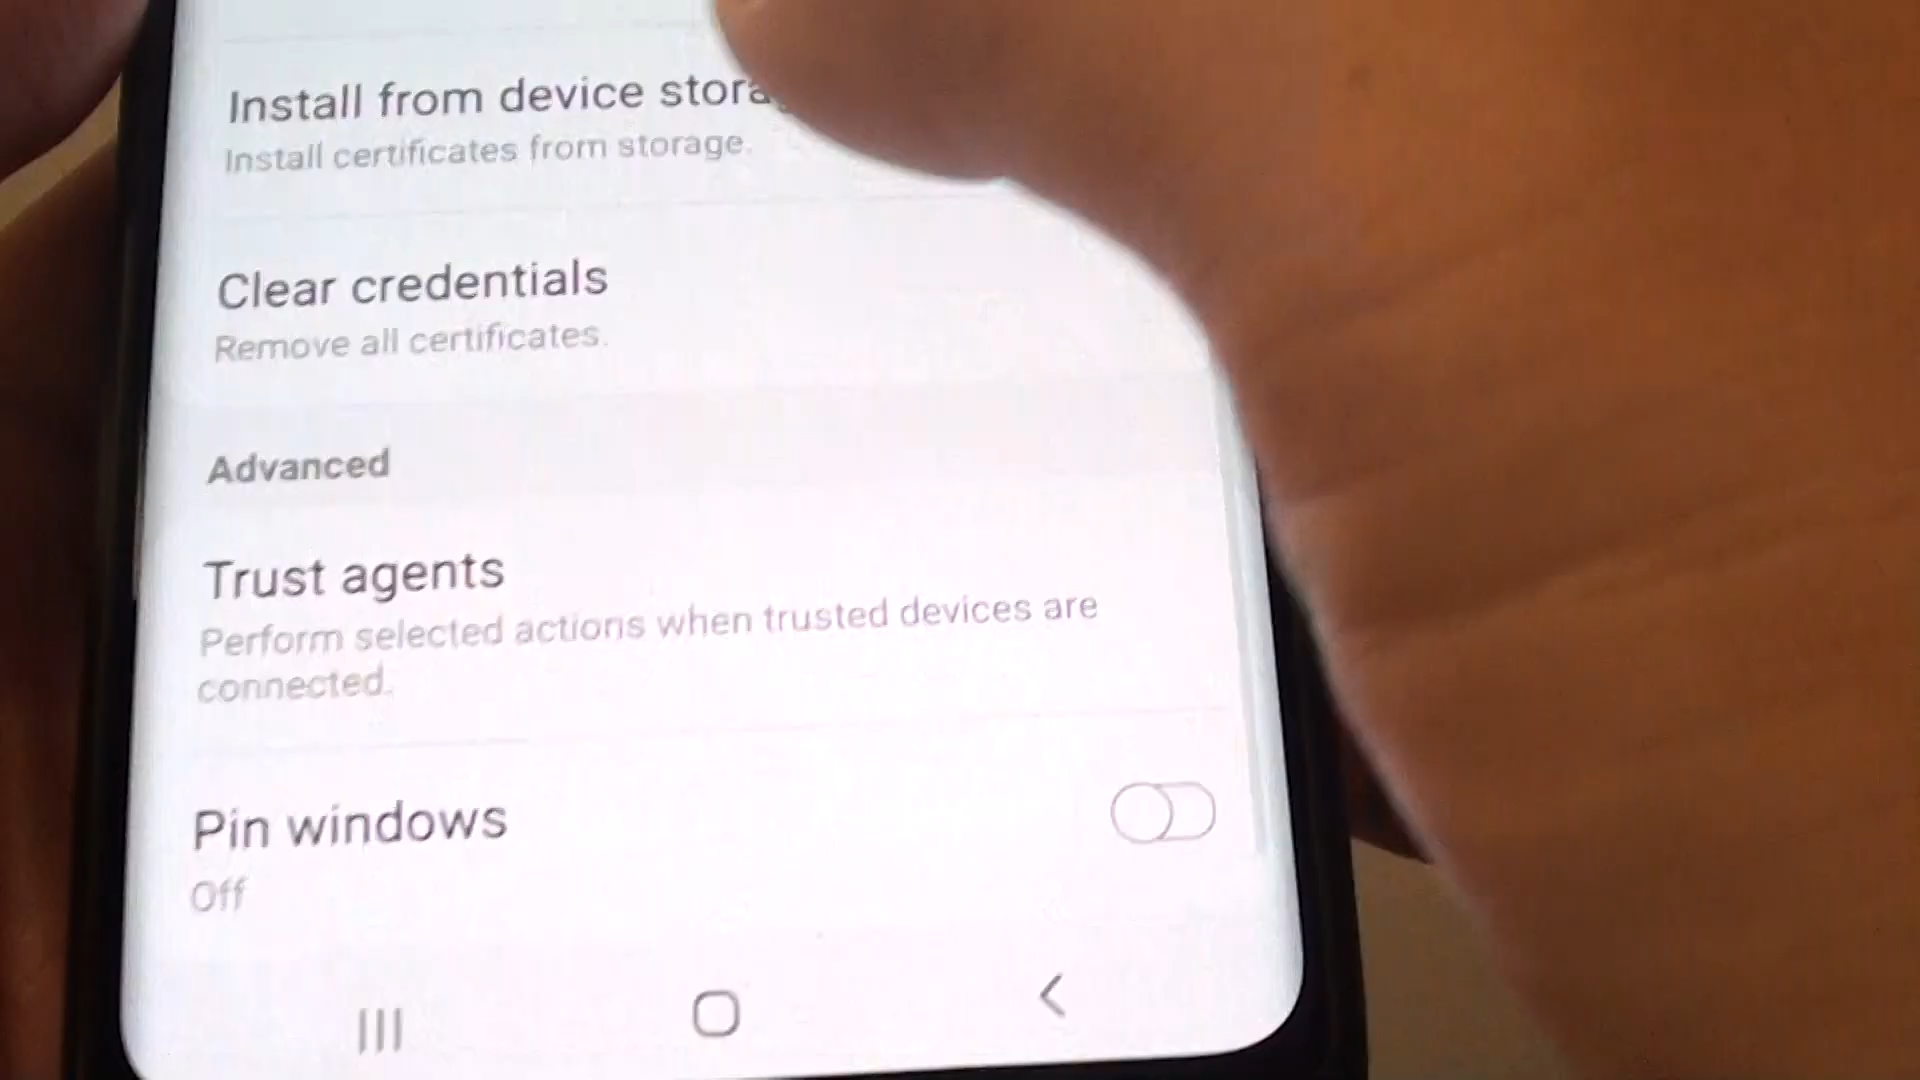 Install from device stora
Install certificates from storage.
Clear credentials
Remove all certificates.
Advanced
Trust agents
Perform selected actions when trusted devices are
connected.
Pin windows
Off